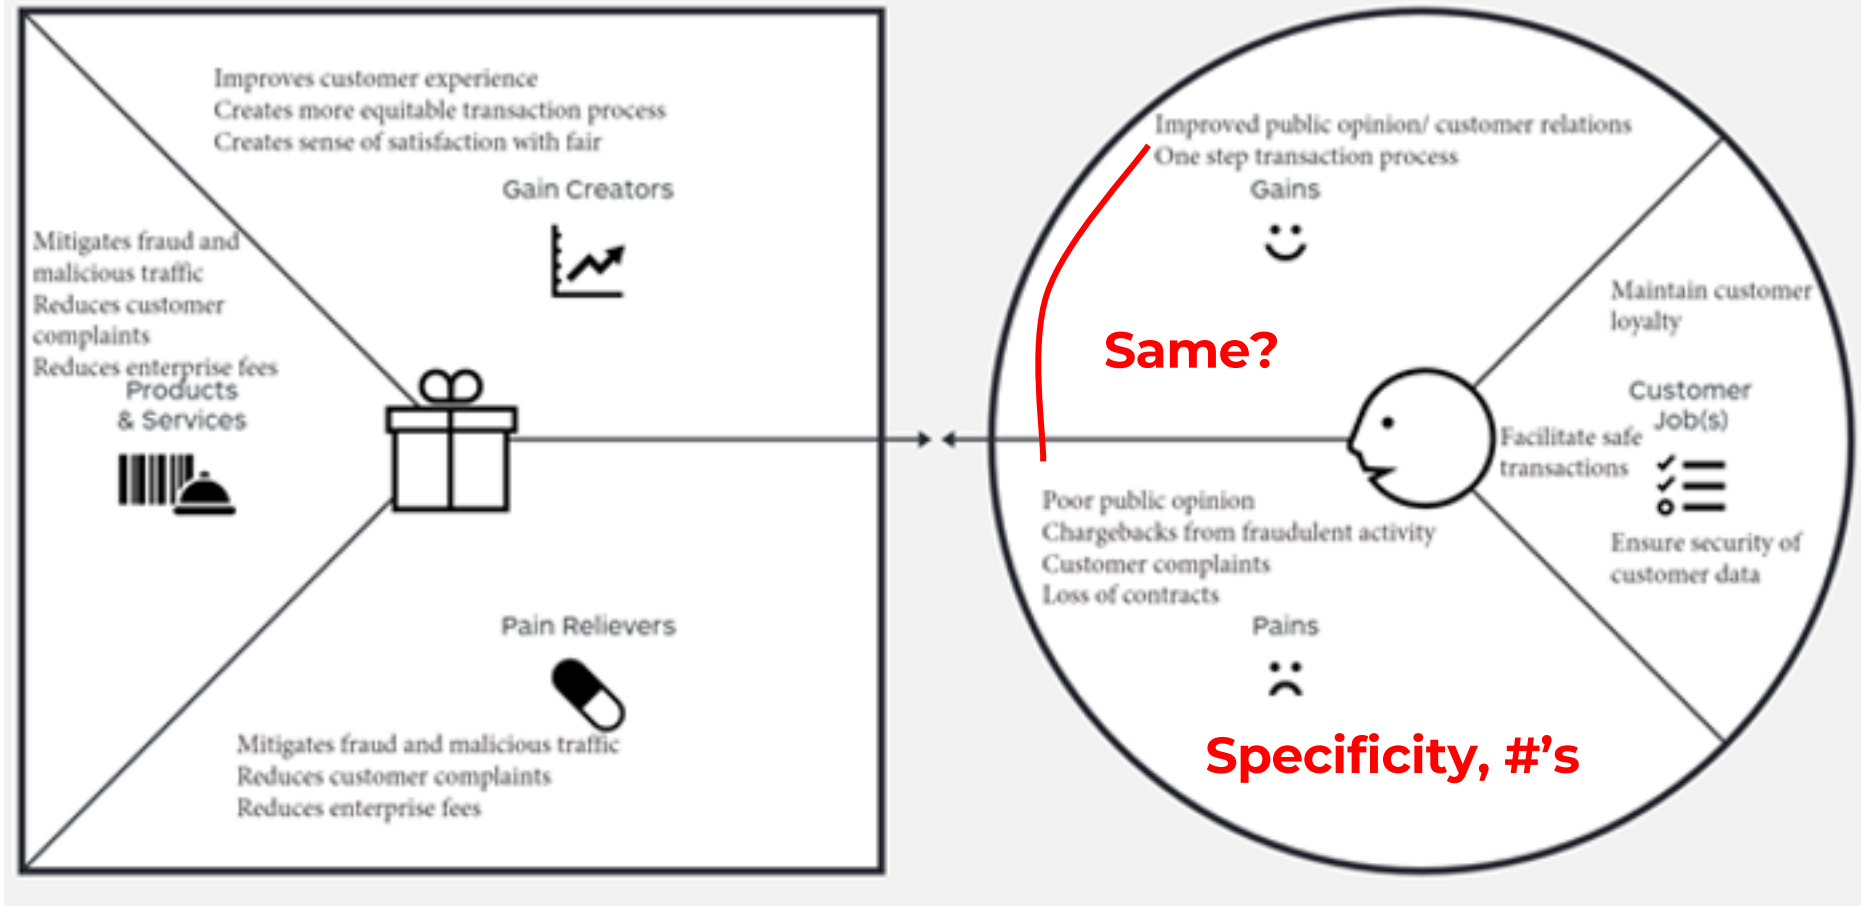 Improves customer experience
Creates more equitable transaction process
Creates sense of satisfaction with fair
Gain Creators
Mitigates fraud and
malicious traffic
Reduces customer
complaints
Reduces enterprise fees
Products
& Services
Pain Relievers
Mitigates fraud and malicious traffic
Reduces customer complaints
Reduces enterprise fees
Improved public opinion/ customer relations
One step transaction process
Gains
Same?
Maintain customer
loyalty
Customer
Job(s)
Facilitate safe
transactions
Ensure security of
customer data
Poor public opinion
Chargebacks from fraudulent activity
Customer complaints
Loss of contracts
Pains
Specificity, #’s